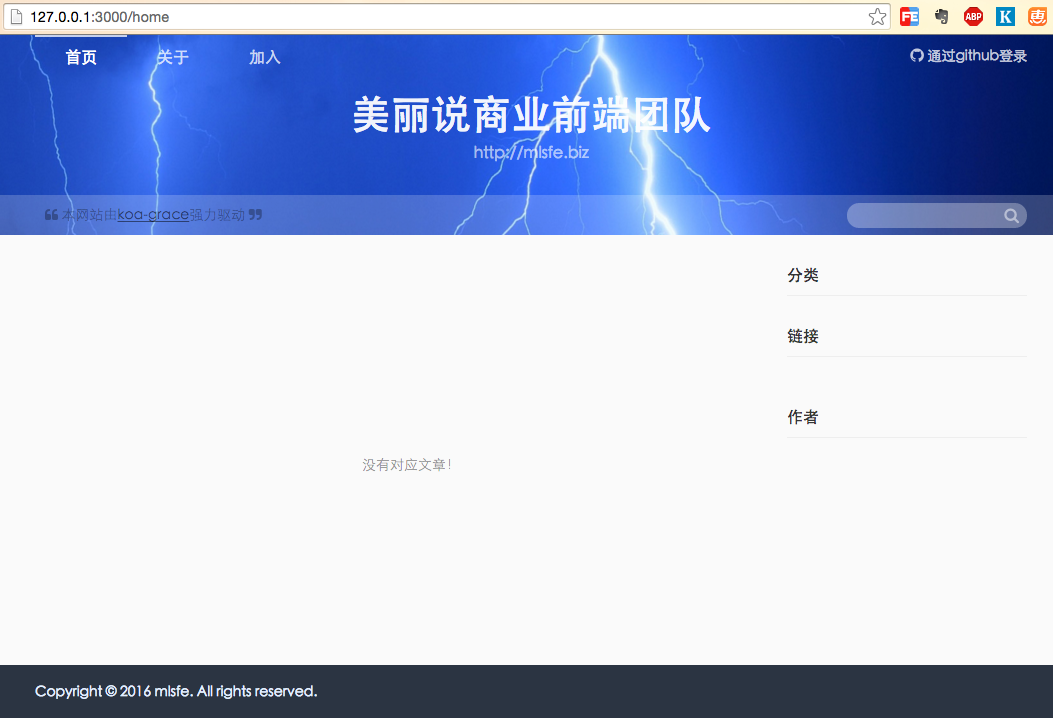 127.0.0.1:3000/home
FE
ABP
K
惠
首页 关于 加入
通过github登录
美丽说商业前端团队
http://mlsfe.biz
本网站由koa-grace强力驱动
分类
链接
作者
没有对应文章！
Copyright © 2016 mlsfe. All rights reserved.